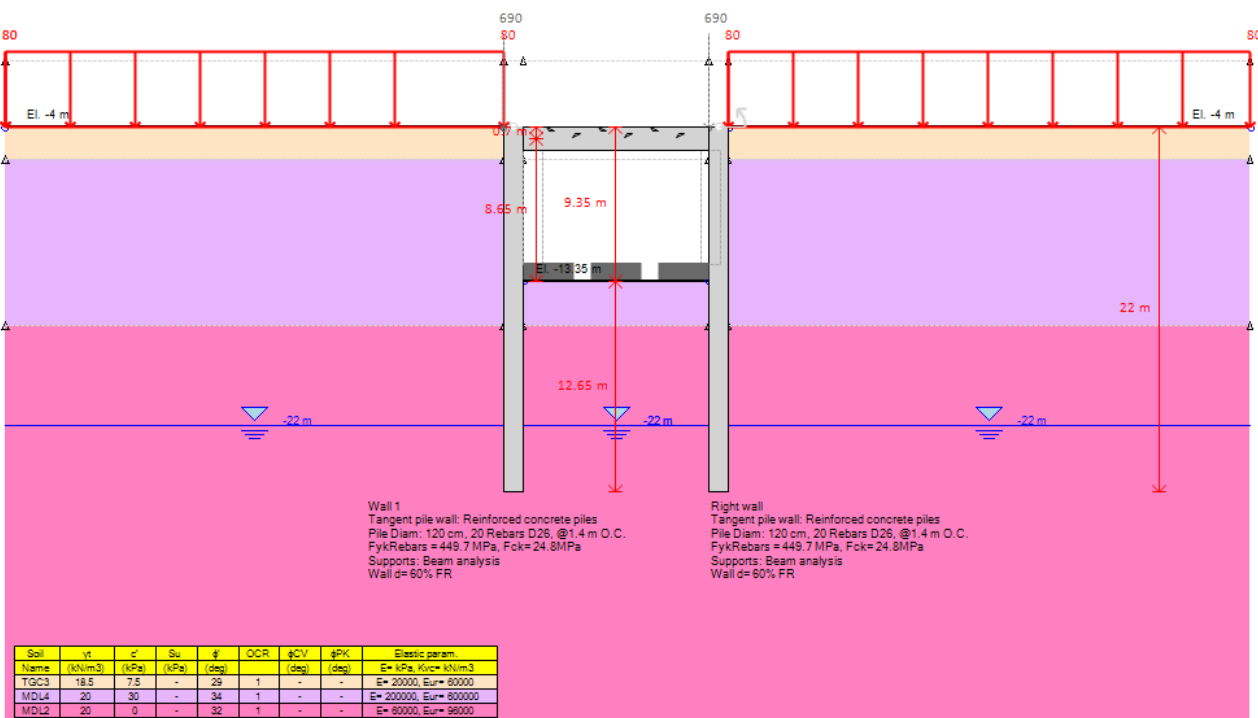 690
690
80
80
80
80
El. -4 m
El. -4 m
0.7 m
8.65 m
9.35 m
El. -13.35 m
22 m
12.65 m
-22 m
-22 m
-22 m
Wall 1
Tangent pile wall: Reinforced concrete piles
Pile Diam: 120 cm, 20 Rebars D26, @1.4 m O.C.
FykRebars = 449.7 MPa, Fck= 24.8MPa
Supports: Beam analysis
Wall d= 60% FR
Right wall
Tangent pile wall: Reinforced concrete piles
Pile Diam: 120 cm, 20 Rebars D26, @1.4 m O.C.
FykRebars = 449.7 MPa, Fck= 24.8MPa
Supports: Beam analysis
Wall d= 60% FR
Soil γt c' Su ϕ' OCR ϕCV ϕPK Elastic param.
Name (kN/m3) (kPa) (kPa) (deg) (deg) (deg) E= kPa, Kvc= kN/m3
TGC3 18.5 7.5 - 29 1 - - E= 20000, Eur= 60000
MDL4 20 30 - 34 1 - - E= 200000, Eur= 600000
MDL2 20 0 - 32 1 - - E= 60000, Eur= 96000